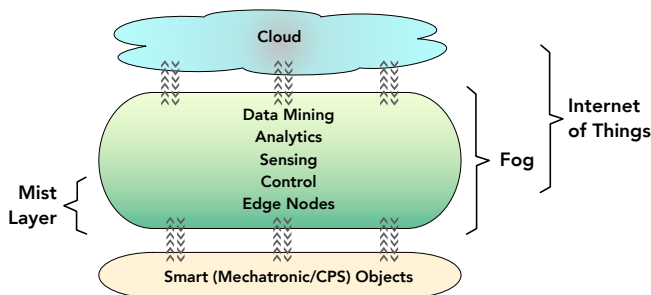 Cloud
Data Mining
Analytics
Sensing
Control
Edge Nodes
Internet
of Things
Fog
Mist
Layer
Smart (Mechatronic/CPS) Objects